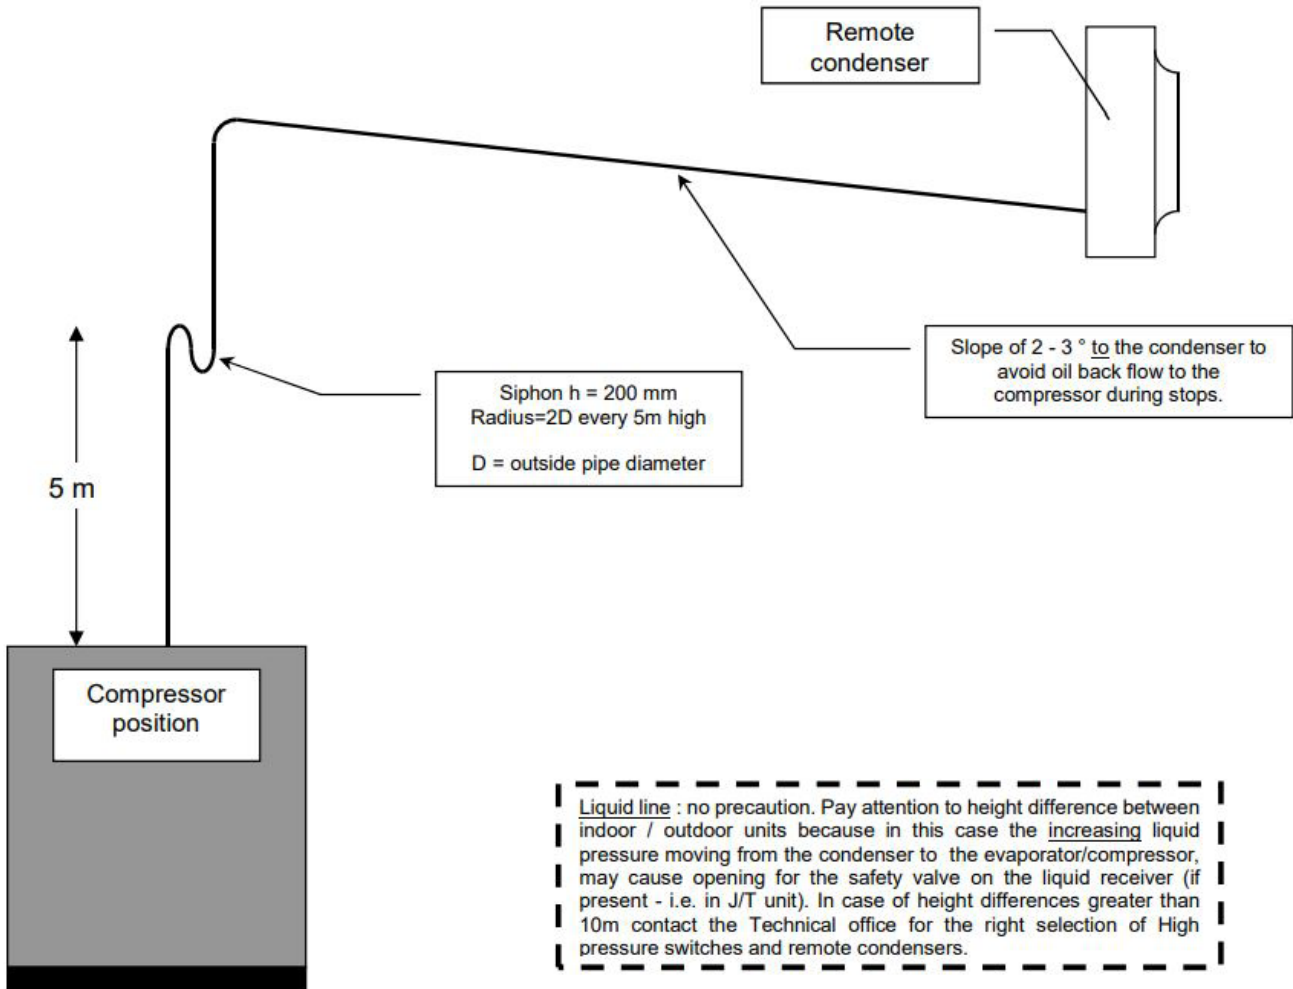 Remote
condenser
Slope of 2 - 3 ° to the condenser to
avoid oil back flow to the
compressor during stops.
Siphon h = 200 mm
Radius=2D every 5m high
D = outside pipe diameter
5 m
Compressor
position
Liquid line : no precaution. Pay attention to height difference between
indoor / outdoor units because in this case the increasing liquid
pressure moving from the condenser to the evaporator/compressor,
may cause opening for the safety valve on the liquid receiver (if
present - i.e. in J/T unit). In case of height differences greater than
10m contact the Technical office for the right selection of High
pressure switches and remote condensers.